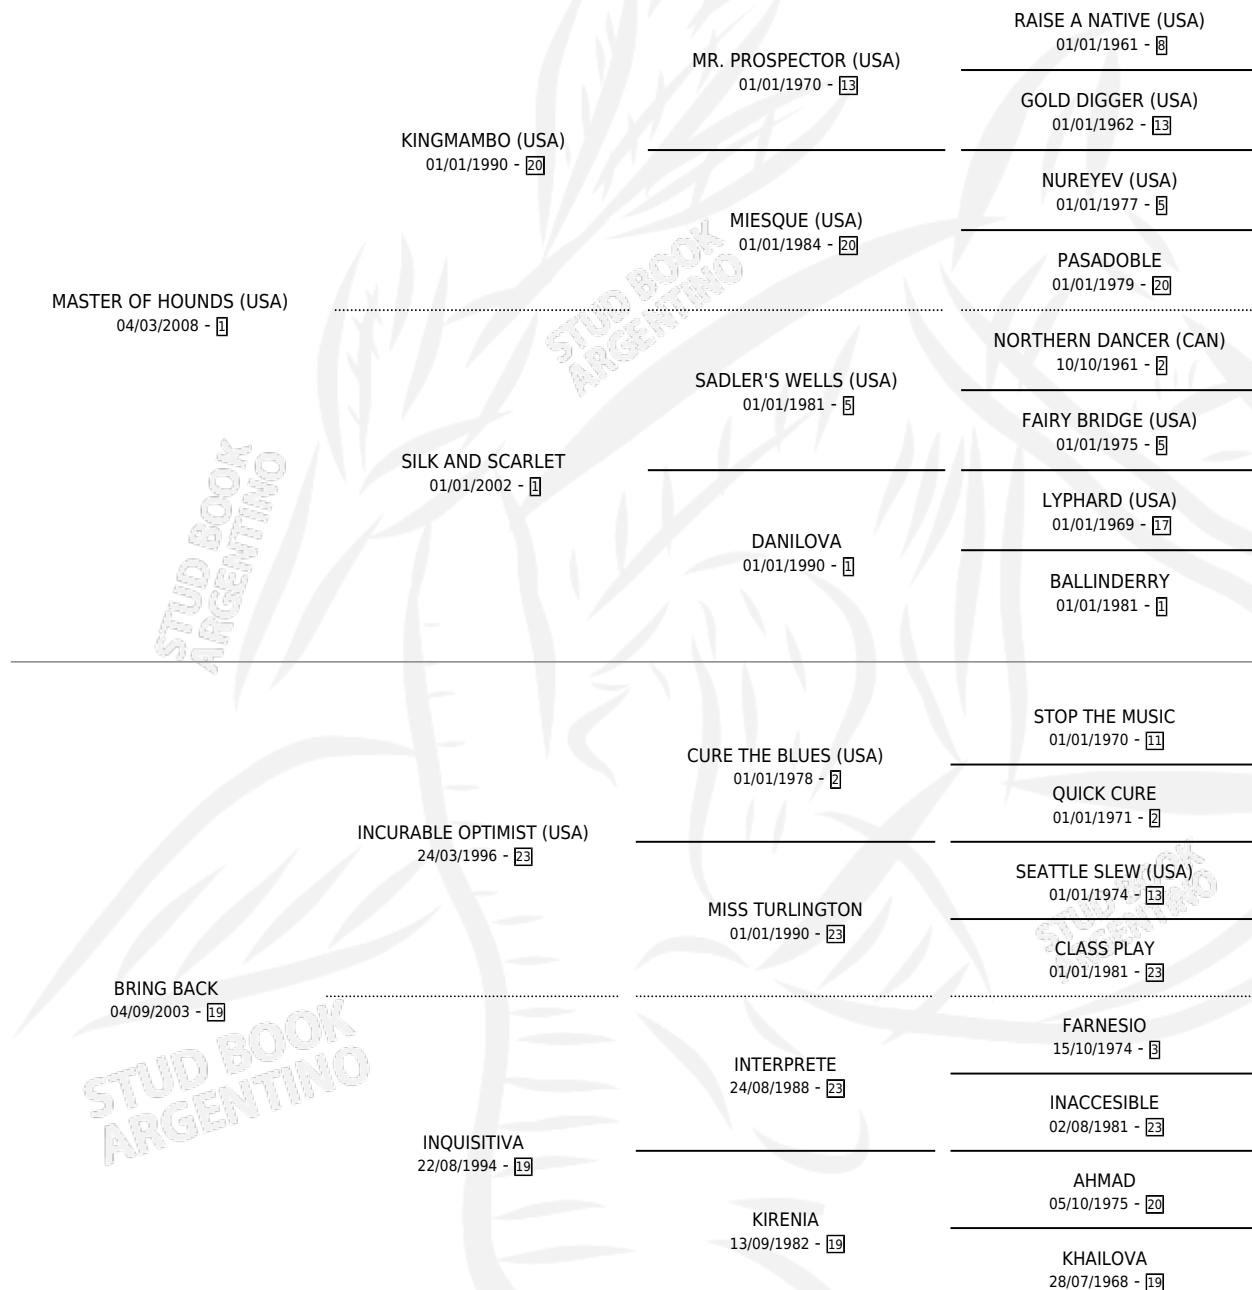 RAISE A NATIVE (USA)
01/01/1961 - 8
MR. PROSPECTOR (USA)
01/01/1970 - 13
GOLD DIGGER (USA)
01/01/1962 - 13
KINGMAMBO (USA)
01/01/1990 - 20
NUREYEV (USA)
01/01/1977 - 5
MIESQUE (USA)
01/01/1984 - 20
PASADOBLE
01/01/1979 - 20
MASTER OF HOUNDS (USA)
04/03/2008 - 1
NORTHERN DANCER (CAN)
10/10/1961 - 2
SADLER'S WELLS (USA)
01/01/1981 - 5
FAIRY BRIDGE (USA)
01/01/1975 - 5
SILK AND SCARLET
01/01/2002 - 1
LYPHARD (USA)
01/01/1969 - 17
DANILOVA
01/01/1990 - 1
BALLINDERRY
01/01/1981 - 1
STOP THE MUSIC
01/01/1970 - 11
CURE THE BLUES (USA)
01/01/1978 - 2
QUICK CURE
01/01/1971 - 2
INCURABLE OPTIMIST (USA)
24/03/1996 - 23
SEATTLE SLEW (USA)
01/01/1974 - 13
MISS TURLINGTON
01/01/1990 - 23
CLASS PLAY
01/01/1981 - 23
BRING BACK
04/09/2003 - 19
FARNESIO
15/10/1974 - 3
INTERPRETE
24/08/1988 - 23
INACCESIBLE
02/08/1981 - 23
INQUISITIVA
22/08/1994 - 19
AHMAD
05/10/1975 - 20
KIRENIA
13/09/1982 - 19
KHAILOVA
28/07/1968 - 19
STUD BOOK
ARGENTINO
STUD BOOK
ARGENTINO
STUD BOOK
ARGENTINO
STUD BOOK
ARGENTINO